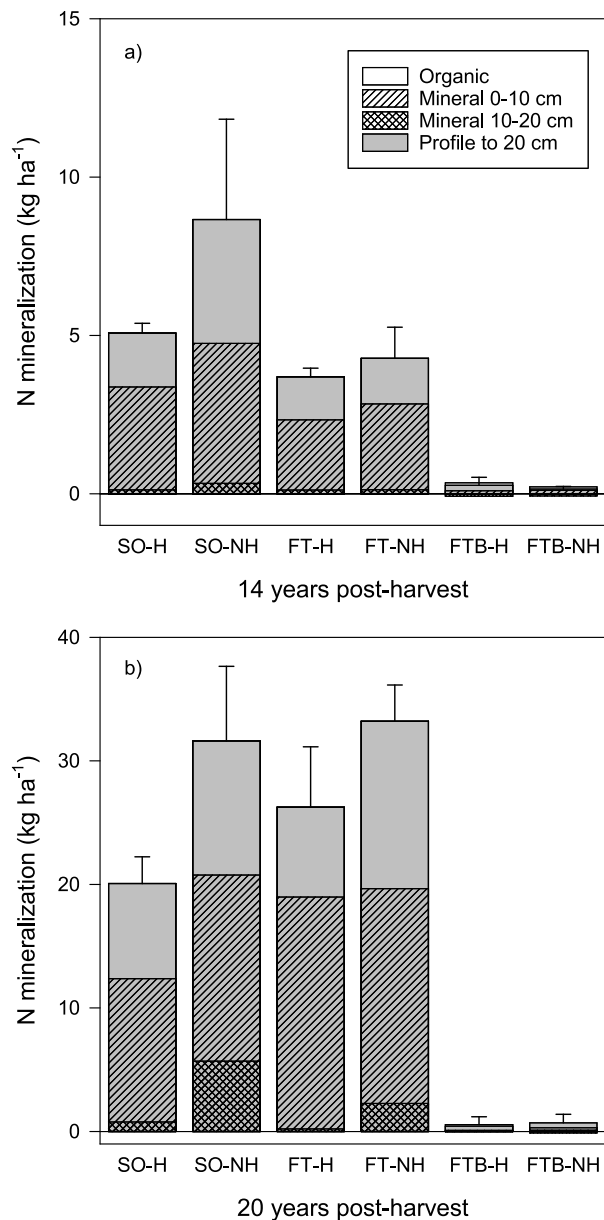 15
a)
Organic
Mineral 0-10 cm
Mineral 10-20 cm
Profile to 20 cm
10
5
0
N mineralization (kg ha⁻¹)
SO-H SO-NH FT-H FT-NH FTB-H FTB-NH
14 years post-harvest
40
b)
30
20
10
0
N mineralization (kg ha⁻¹)
SO-H SO-NH FT-H FT-NH FTB-H FTB-NH
20 years post-harvest